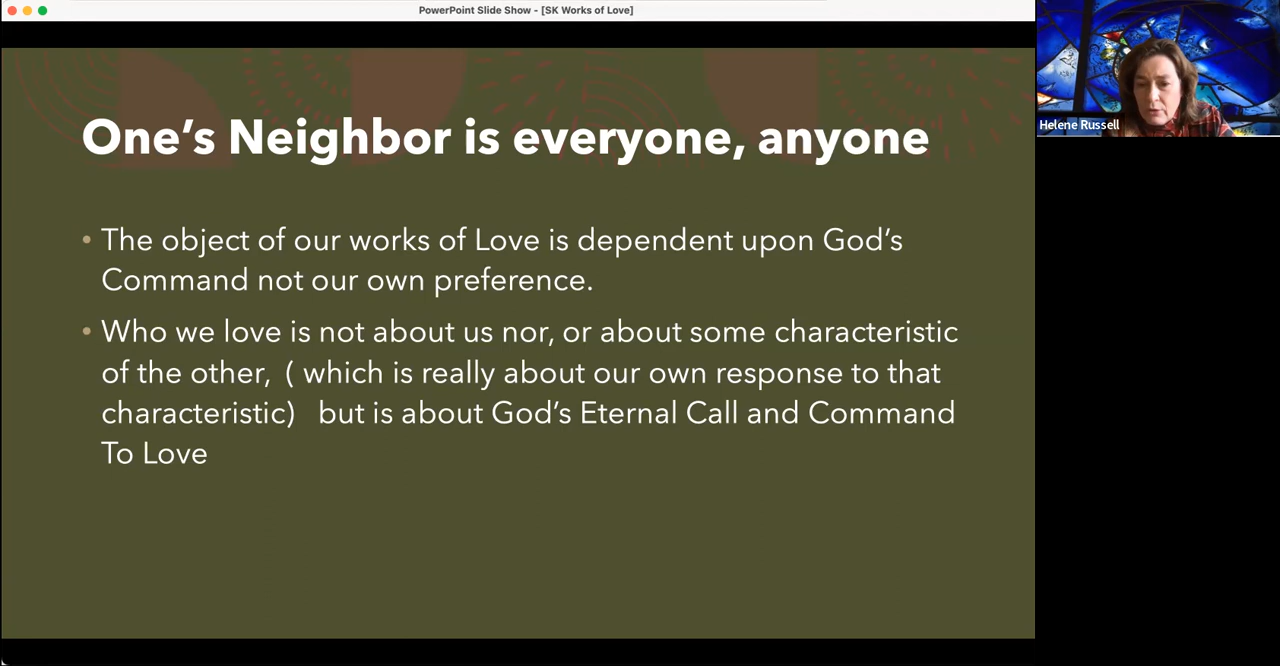 PowerPoint Slide Show - [SK Works of Love]
One's Neighbor is everyone, anyone
• The object of our works of Love is dependent upon God's
Command not our own preference.
• Who we love is not about us nor, or about some characteristic
of the other, ( which is really about our own response to that
characteristic) but is about God's Eternal Call and Command
To Love
Helene Russell